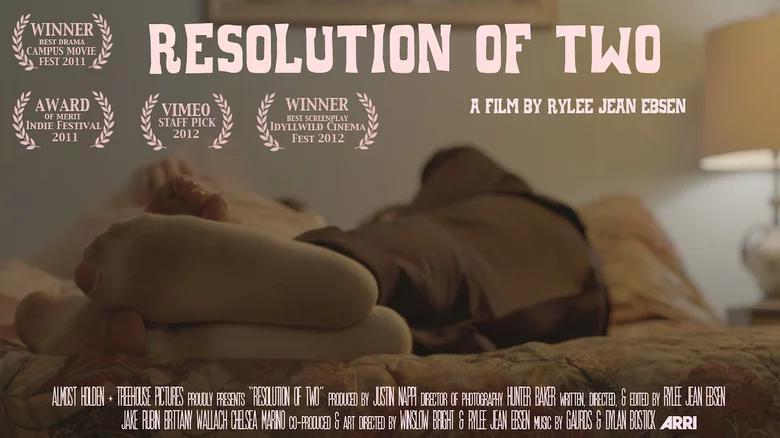 WINNER
BEST DRAMA
CAMPUS MOVIE
FEST 2011
RESOLUTION OF TWO
A FILM BY RYLEE JEAN EBSEN
AWARD
OF MERIT
INDIE FESTIVAL
2011
VIMEO
STAFF PICK
2012
WINNER
BEST SCREENPLAY
IDYLLWILD CINEMA
FEST 2012
ALMOST HOLDEN + TREEHOUSE PICTURES PROUDLY PRESENTS "RESOLUTION OF TWO" PRODUCED BY JUSTIN NAPPI DIRECTOR OF PHOTOGRAPHY HUNTER BAKER WRITTEN, DIRECTED, & EDITED BY RYLEE JEAN EBSEN
JAKE RUBIN BRITTANY WALLACH CHELSEA MARINO CO-PRODUCED & ART DIRECTED BY WINSLOW BRIGHT & RYLEE JEAN EBSEN MUSIC BY GAURDS & DYLAN BOSTICK ARRI